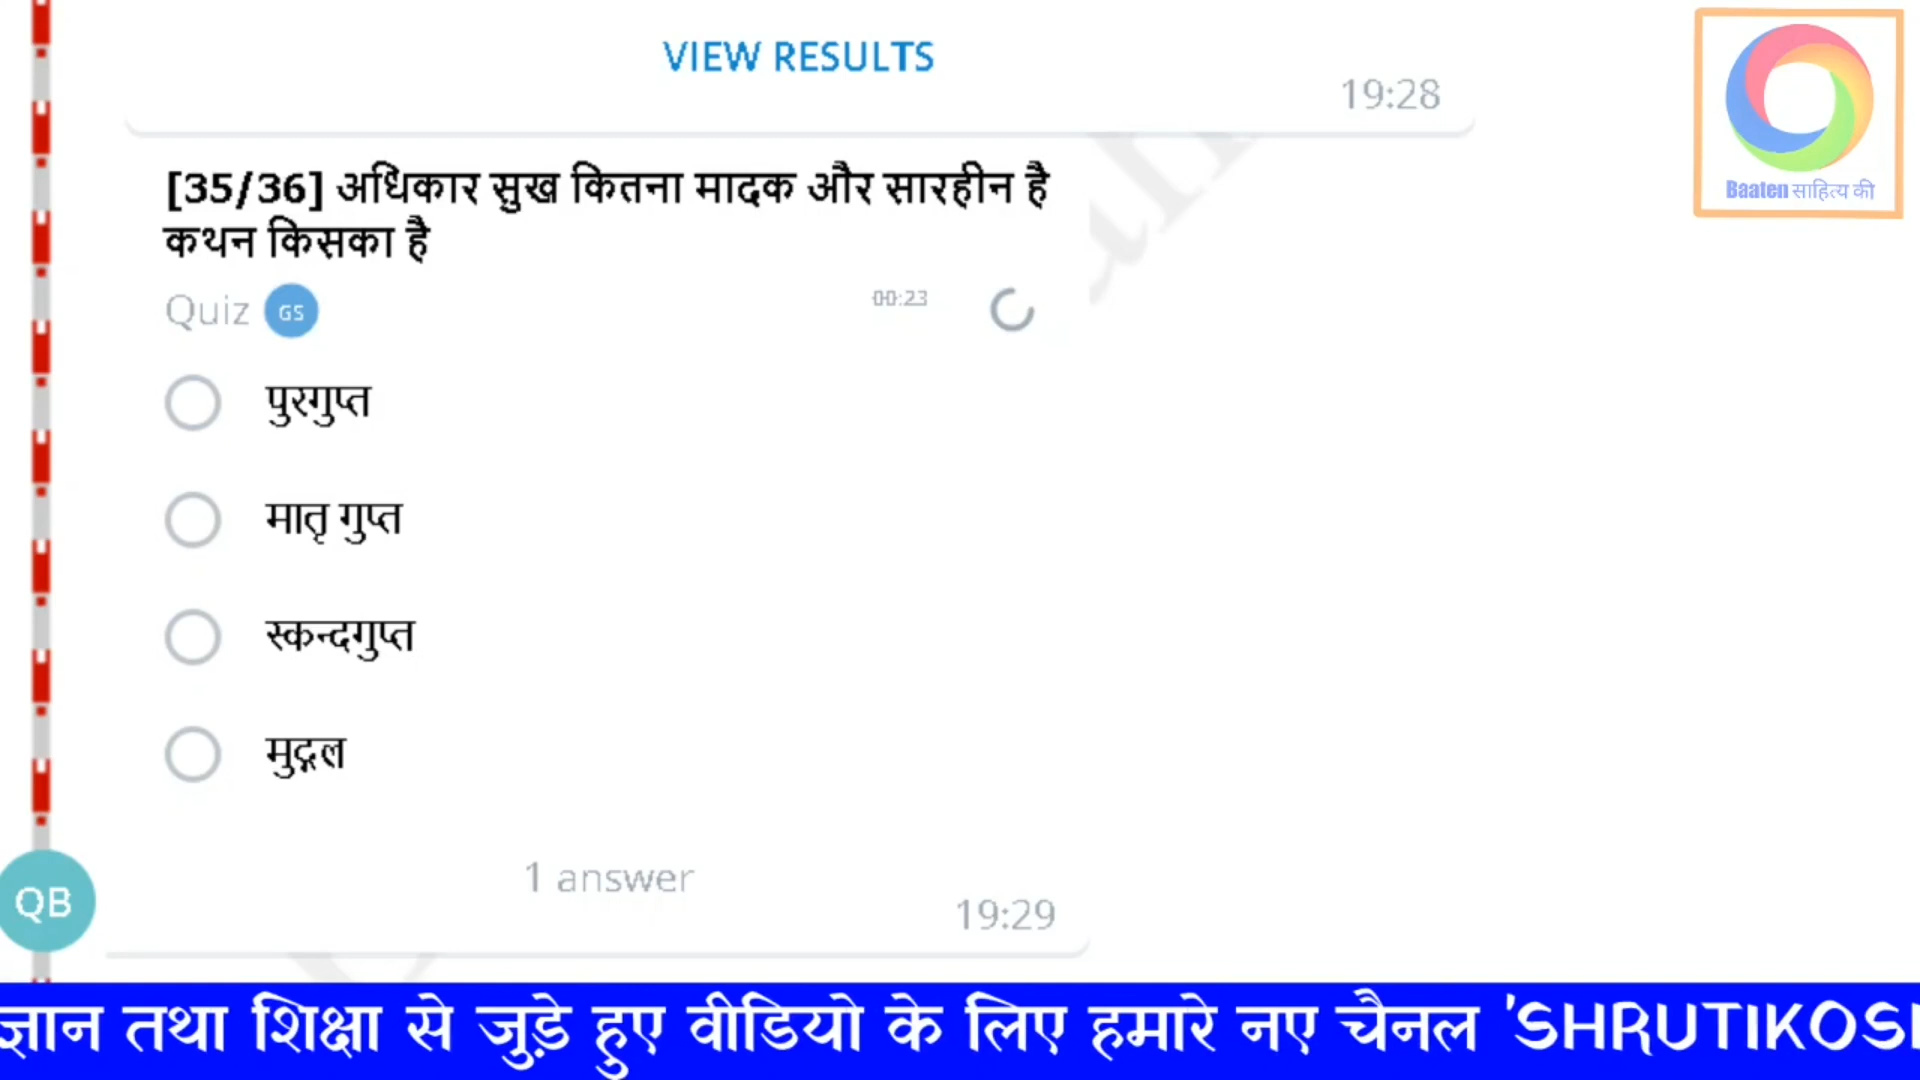 VIEW RESULTS
19:28
Baaten साहित्य की
[35/36] अधिकार सुख कितना मादक और सारहीन है
कथन किसका है
Quiz GS
00:23
पुरगुप्त
मातृ गुप्त
स्कन्दगुप्त
मुद्गल
1 answer
19:29
QB
ज्ञान तथा शिक्षा से जुड़े हुए वीडियो के लिए हमारे नए चैनल 'SHRUTIKOS